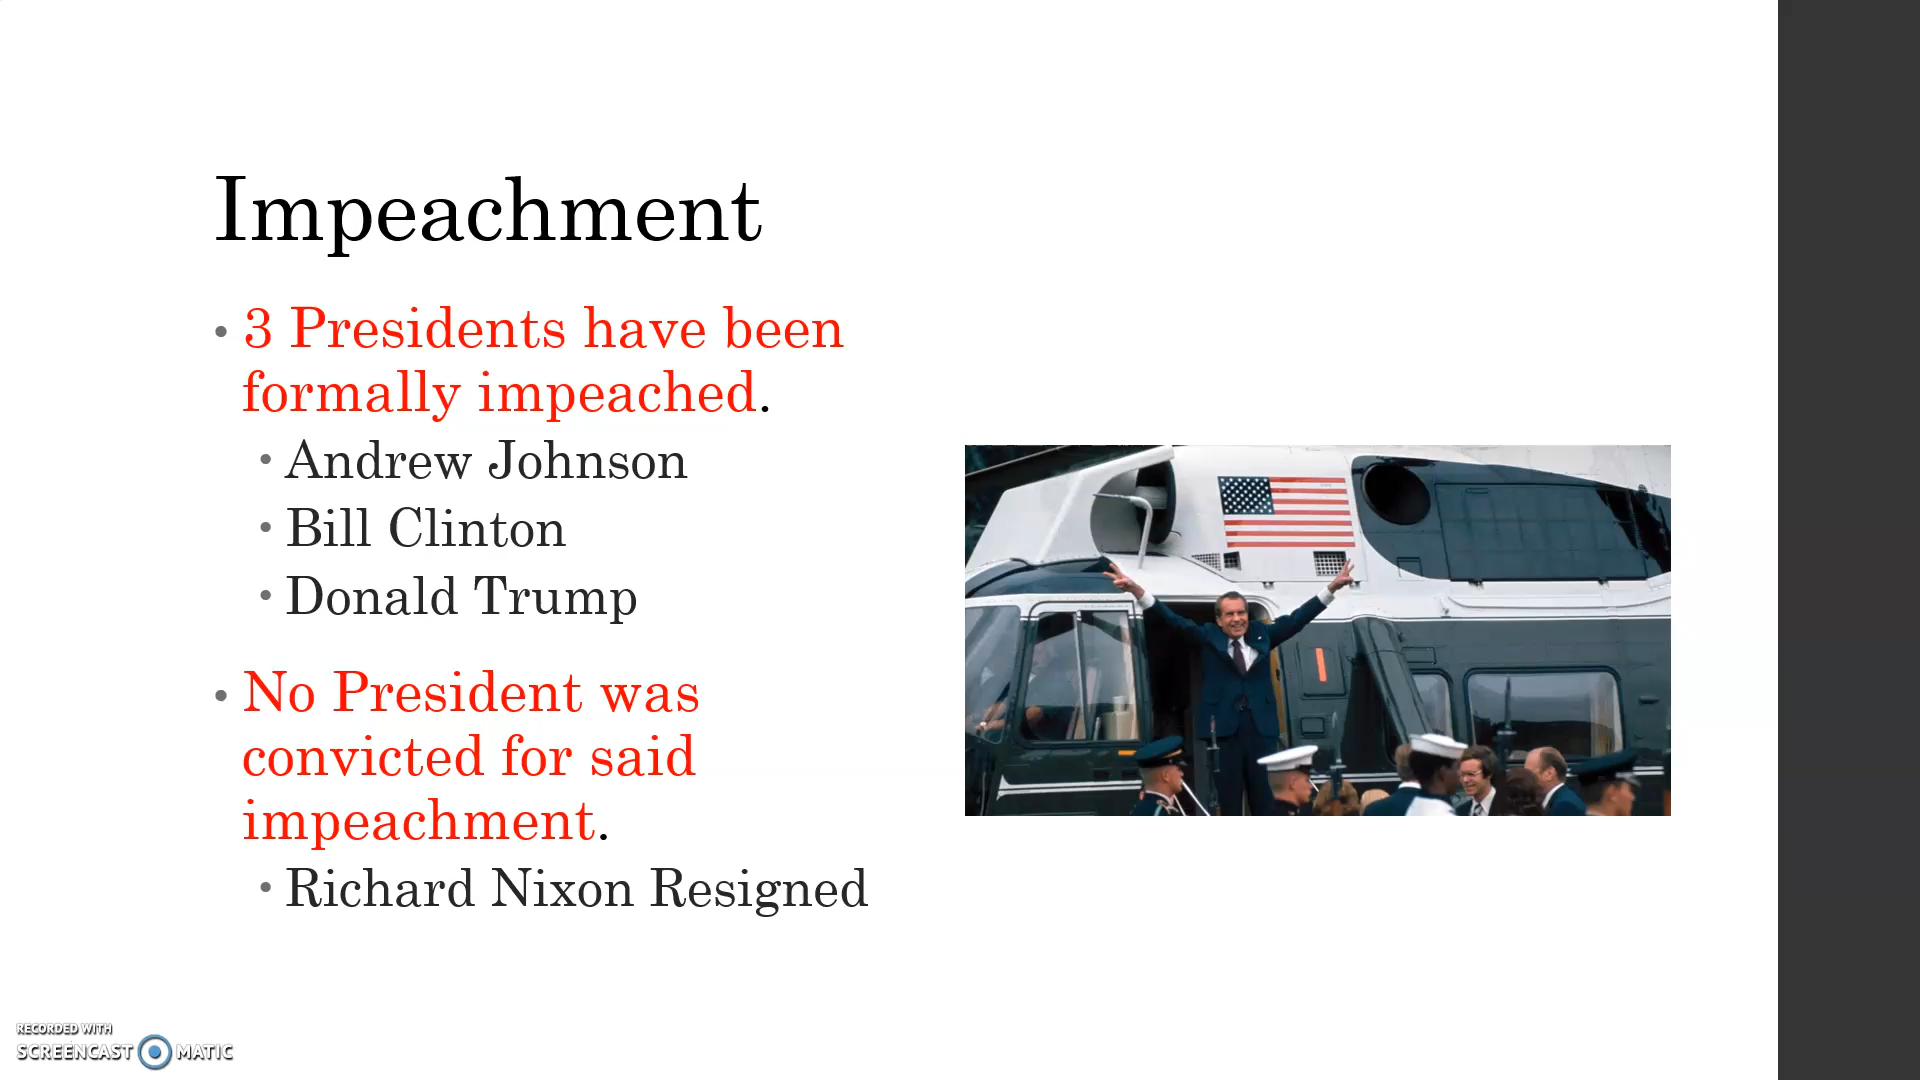 Impeachment
• 3 Presidents have been
formally impeached.
• Andrew Johnson
• Bill Clinton
• Donald Trump
• No President was
convicted for said
impeachment.
• Richard Nixon Resigned
RECORDED WITH
SCREENCAST MATIC